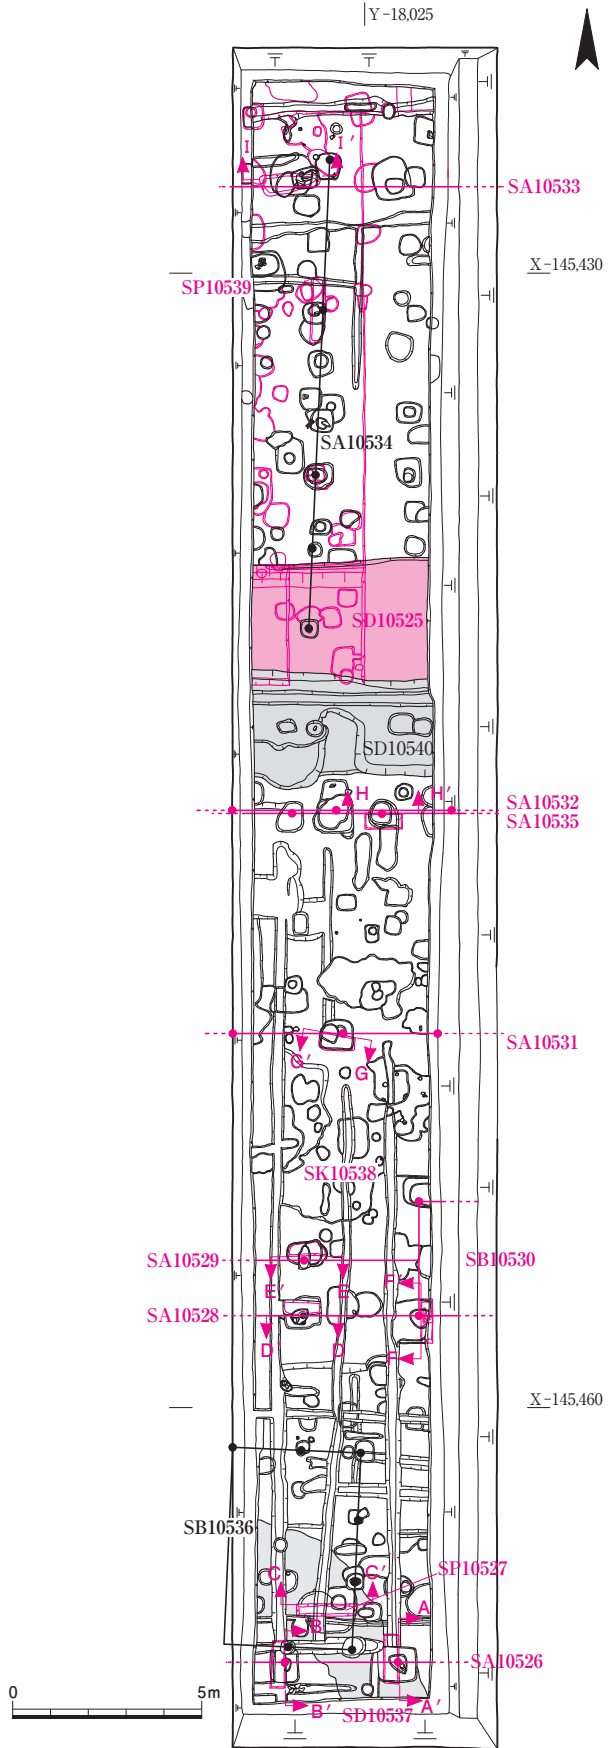 Y-18,025
I
I′
SA10533
X-145,430
SP10539
SA10534
SD10525
SD10540
H
H′
SA10532
SA10535
SA10531
G′
G
SK10538
SA10529
SB10530
E′
E
F′
SA10528
D′
D
F
X-145,460
SB10536
SP10527
C
C′
A
B
SA10526
0
5m
B′
SD10537
A′